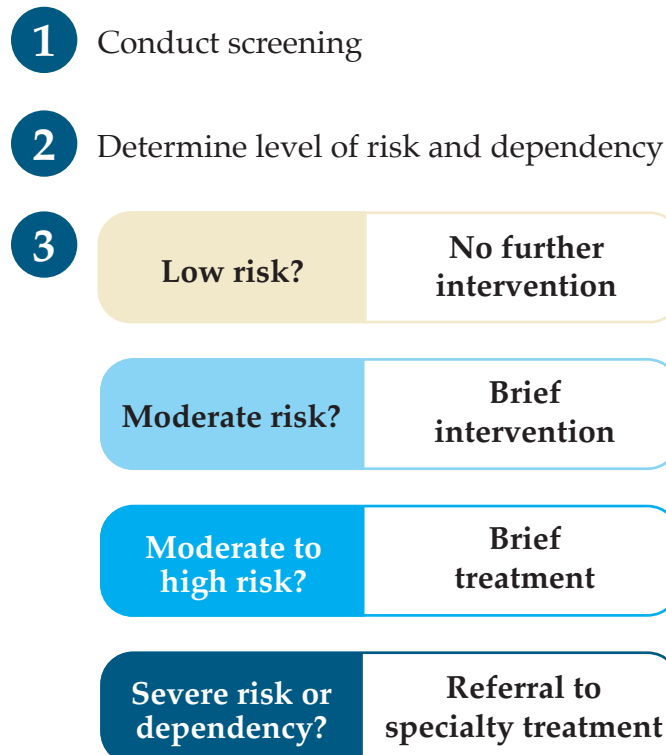 1 Conduct screening
2 Determine level of risk and dependency
3
Low risk?
No further
intervention
Moderate risk?
Brief
intervention
Moderate to
high risk?
Brief
treatment
Severe risk or
dependency?
Referral to
specialty treatment